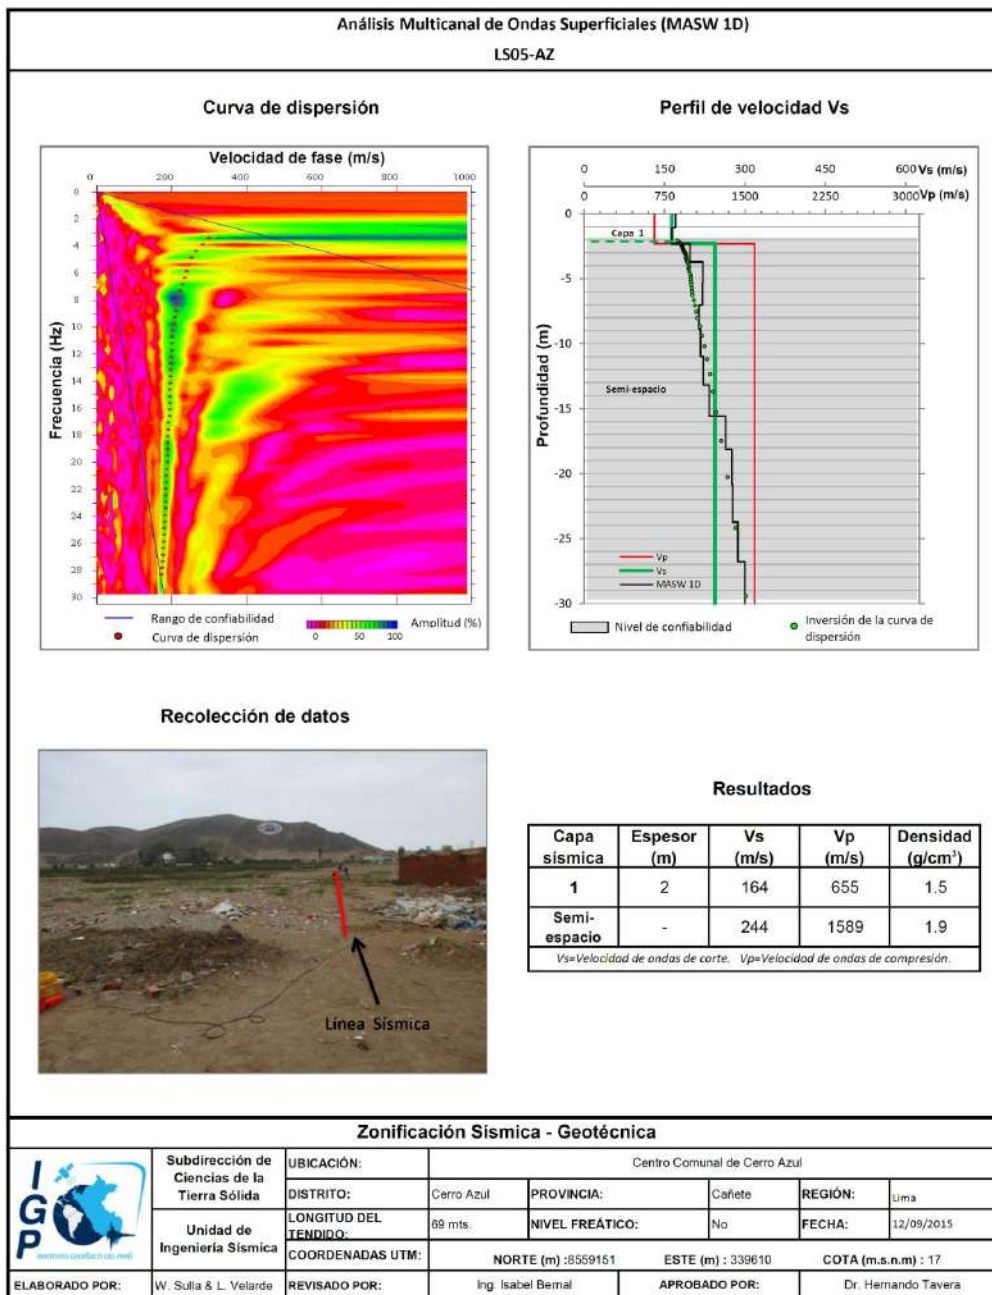 Análisis Multicanal de Ondas Superficiales (MASW 1D)
LS05-AZ
Curva de dispersión
Velocidad de fase (m/s)
0 200 400 600 800 1000
Frecuencia (Hz)
0
2
4
6
8
10
12
14
16
18
20
22
24
26
28
30
Rango de confiabilidad
Curva de dispersión
Amplitud (%)
0 50 100
Perfil de velocidad Vs
0 150 300 450 600 Vs (m/s)
0 750 1500 2250 3000 Vp (m/s)
Profundidad (m)
0
-5
-10
-15
-20
-25
-30
Capa 1
Semi-espacio
Vp
Vs
MASW 1D
Nivel de confiabilidad
Inversión de la curva de
dispersión
Recolección de datos
Línea Sísmica
Resultados
Capa sísmica Espesor (m) Vs (m/s) Vp (m/s) Densidad (g/cm³)
1 2 164 655 1.5
Semi-espacio - 244 1589 1.9
Vs=Velocidad de ondas de corte. Vp=Velocidad de ondas de compresión.
Zonificación Sísmica - Geotécnica
IGP
INSTITUTO GEOFÍSICO DEL PERÚ
Subdirección de
Ciencias de la
Tierra Sólida
Unidad de
Ingeniería Sísmica
UBICACIÓN: Centro Comunal de Cerro Azul
DISTRITO: Cerro Azul PROVINCIA: Cañete REGIÓN: Lima
LONGITUD DEL TENDIDO: 69 mts. NIVEL FREÁTICO: No FECHA: 12/09/2015
COORDENADAS UTM: NORTE (m) :8559151 ESTE (m) : 339610 COTA (m.s.n.m) : 17
ELABORADO POR: W. Sulla & L. Velarde REVISADO POR: Ing. Isabel Bernal APROBADO POR: Dr. Hernando Tavera